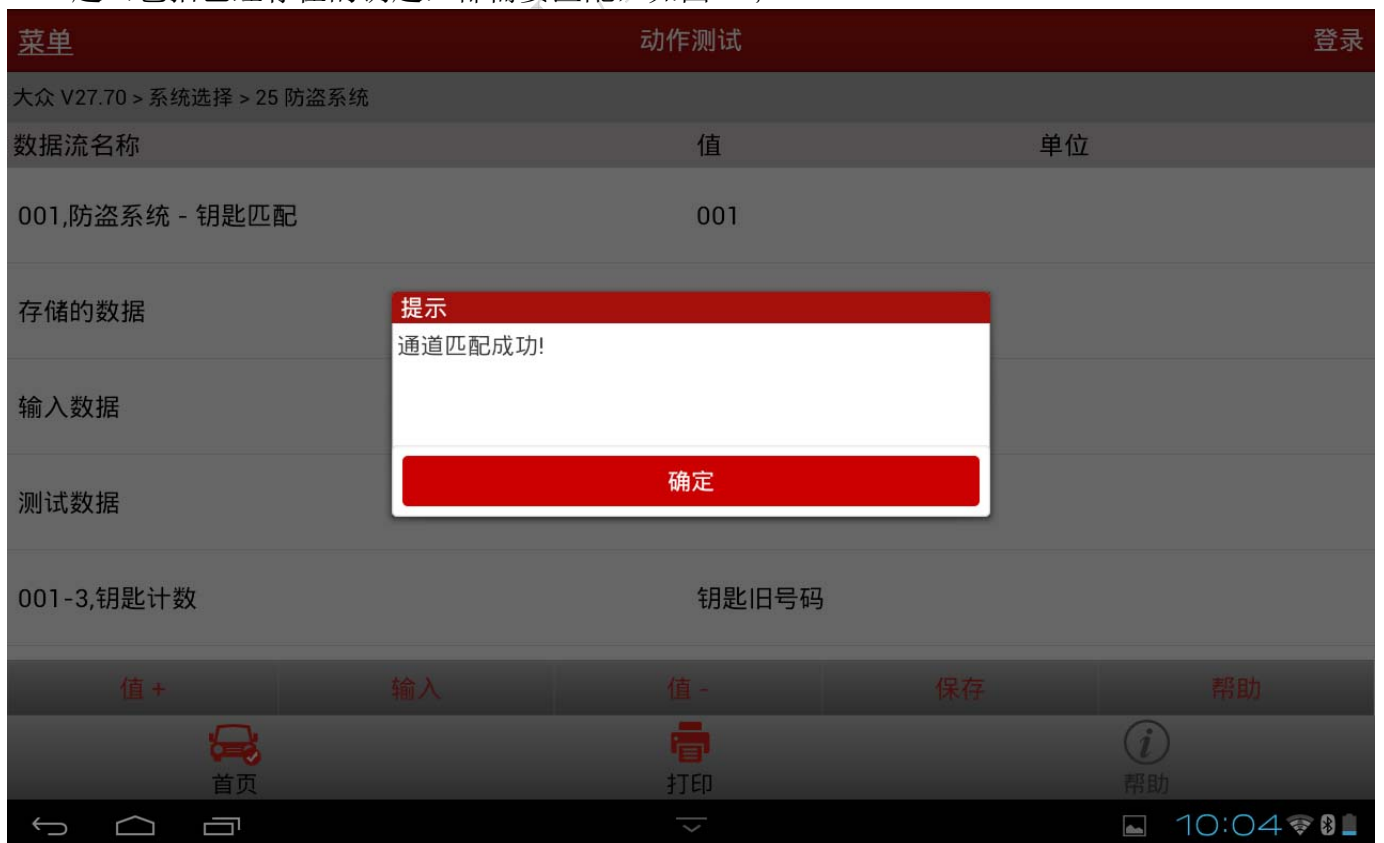 菜单 动作测试 登录
大众 V27.70 > 系统选择 > 25 防盗系统
数据流名称 值 单位
001,防盗系统 - 钥匙匹配 001
存储的数据
提示
通道匹配成功!
输入数据
确定
测试数据
001-3,钥匙计数 钥匙旧号码
值 + 输入 值 - 保存 帮助
首页 打印 帮助
10:04